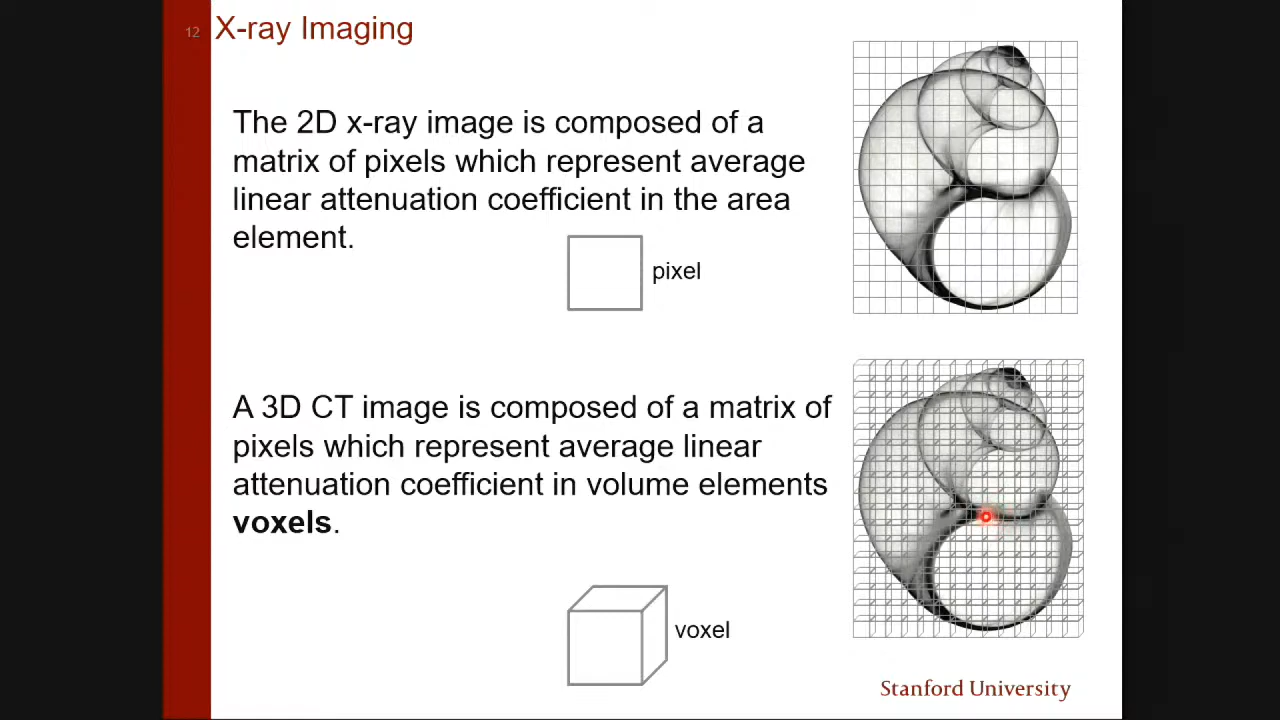 12
X-ray Imaging
The 2D x-ray image is composed of a
matrix of pixels which represent average
linear attenuation coefficient in the area
element.
pixel
A 3D CT image is composed of a matrix of
pixels which represent average linear
attenuation coefficient in volume elements
voxels.
voxel
Stanford University